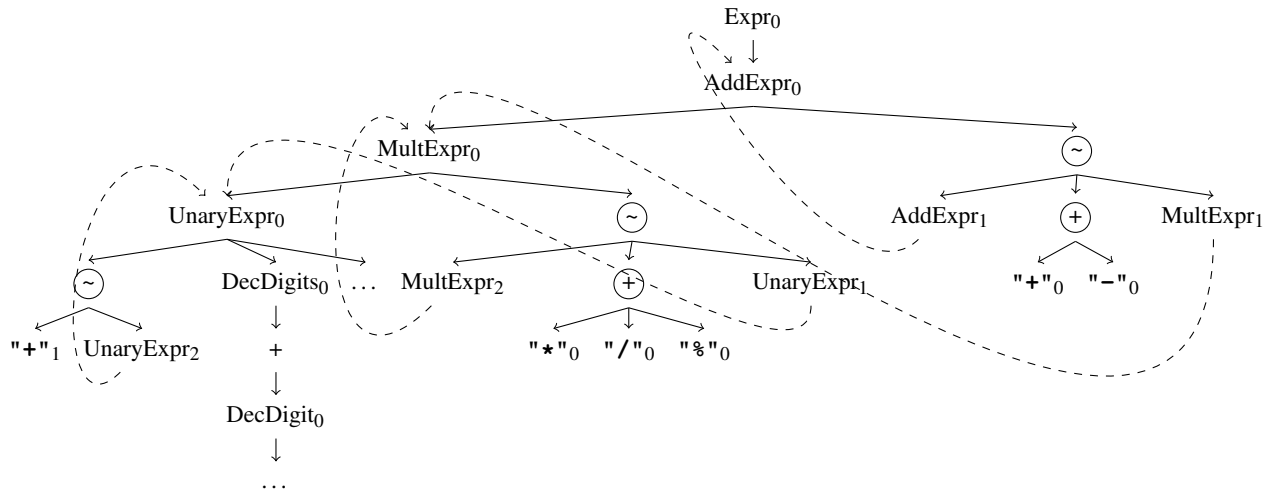 Expr0
AddExpr0
MultExpr0 ~
UnaryExpr0 ~ AddExpr1 + MultExpr1
~ DecDigits0 ... MultExpr2 + UnaryExpr1 "+"0 "-"0
"+"1 UnaryExpr2 + "*"0 "/"0 "%"0
DecDigit0
...